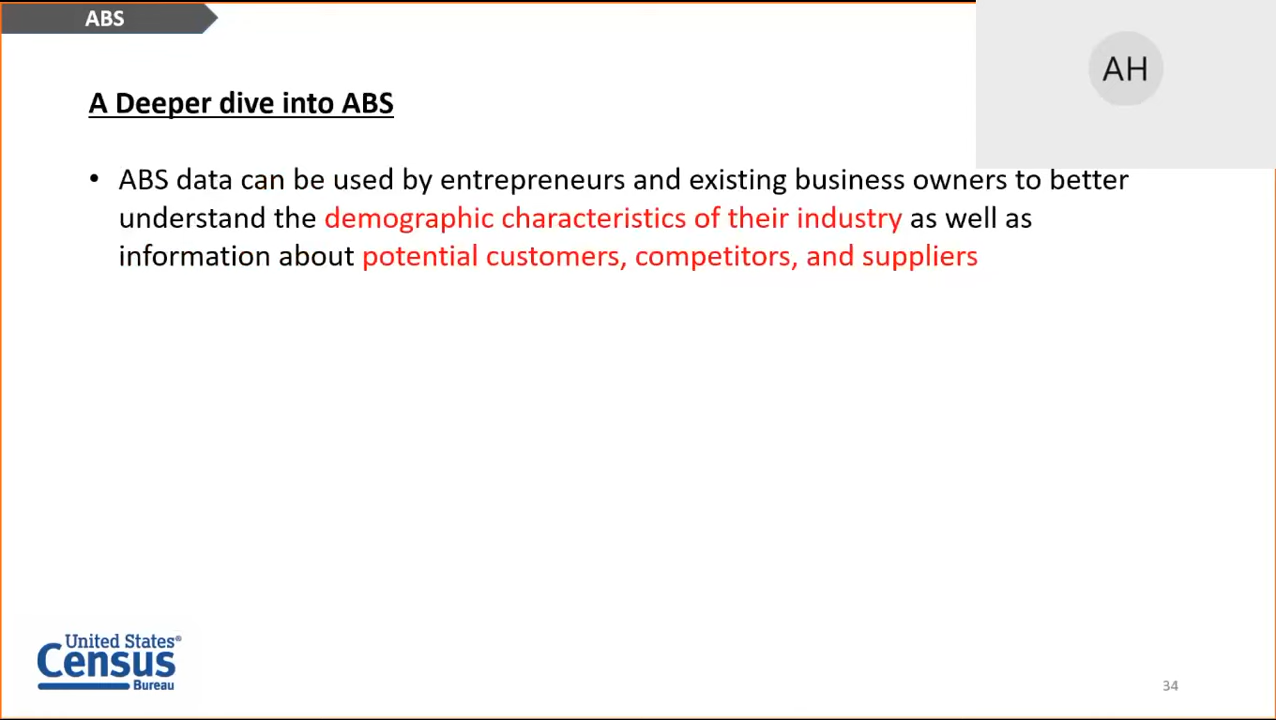 ABS
AH
A Deeper dive into ABS
• ABS data can be used by entrepreneurs and existing business owners to better
understand the demographic characteristics of their industry as well as
information about potential customers, competitors, and suppliers
United States®
Census
Bureau
34